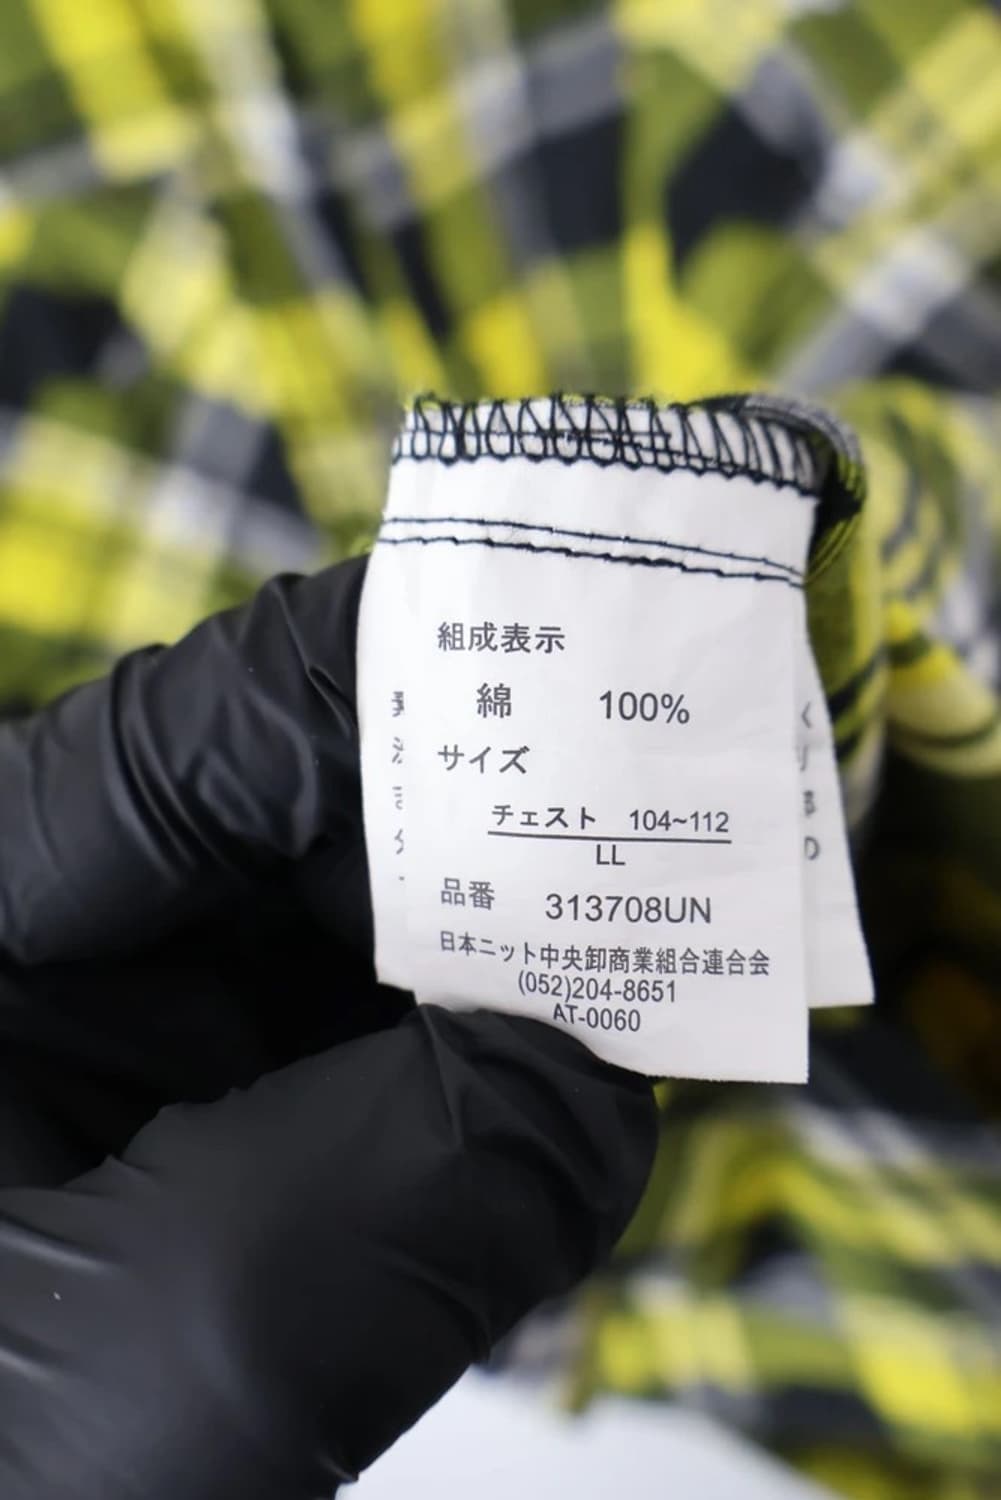 組成表示
綿 100%
サイズ
チェスト 104~112
LL
品番 313708UN
日本ニット中央卸商業組合連合会
(052)204-8651
AT-0060